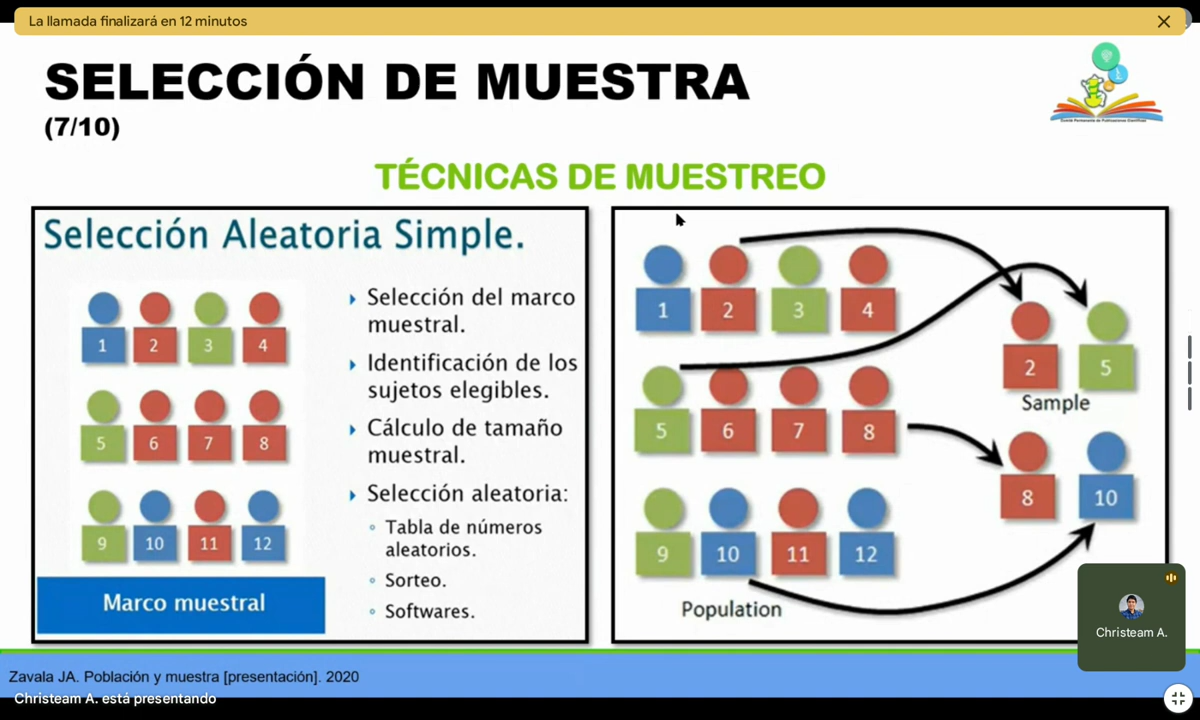 La llamada finalizará en 12 minutos
SELECCIÓN DE MUESTRA
(7/10)
TÉCNICAS DE MUESTREO
Selección Aleatoria Simple.
1 2 3 4
5 6 7 8
9 10 11 12
Marco muestral
Selección del marco
muestral.
Identificación de los
sujetos elegibles.
Cálculo de tamaño
muestral.
Selección aleatoria:
Tabla de números
aleatorios.
Sorteo.
Softwares.
1 2 3 4
5 6 7 8
9 10 11 12
Population
2 5
Sample
8 10
Christeam A.
Zavala JA. Población y muestra [presentación]. 2020
Christeam A. está presentando